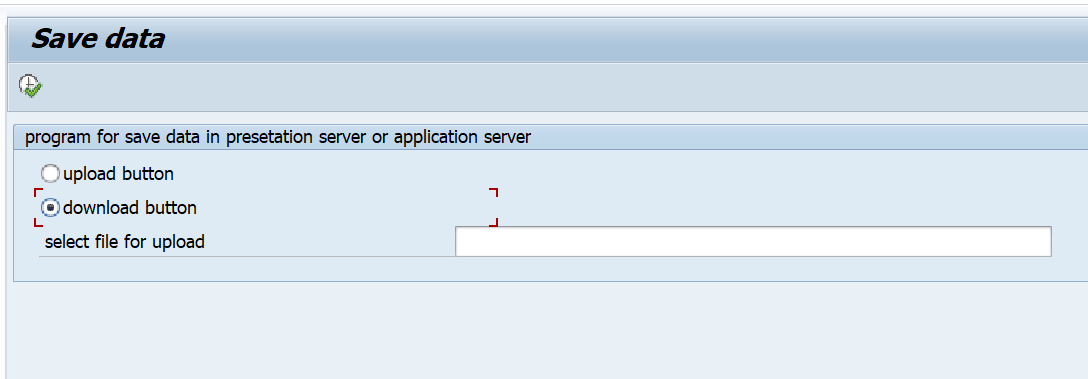 Save data
program for save data in presetation server or application server
upload button
download button
select file for upload